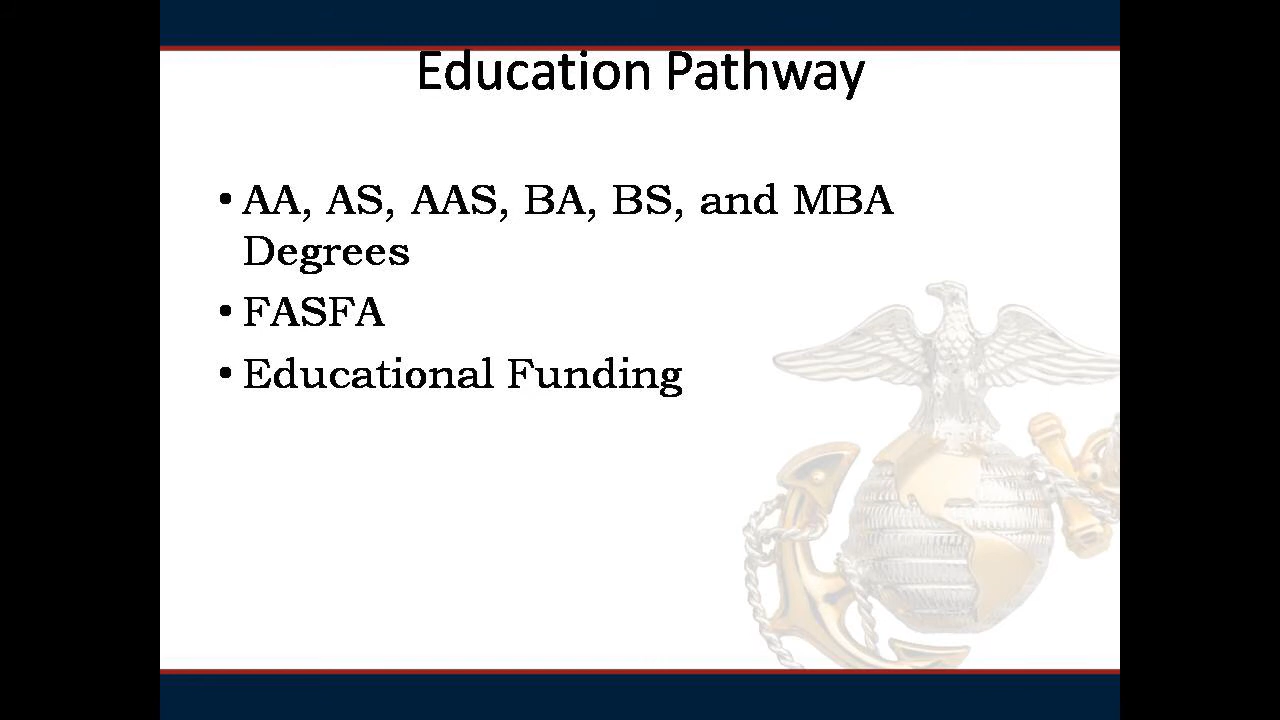 Education Pathway
• AA, AS, AAS, BA, BS, and MBA
Degrees
• FASFA
• Educational Funding